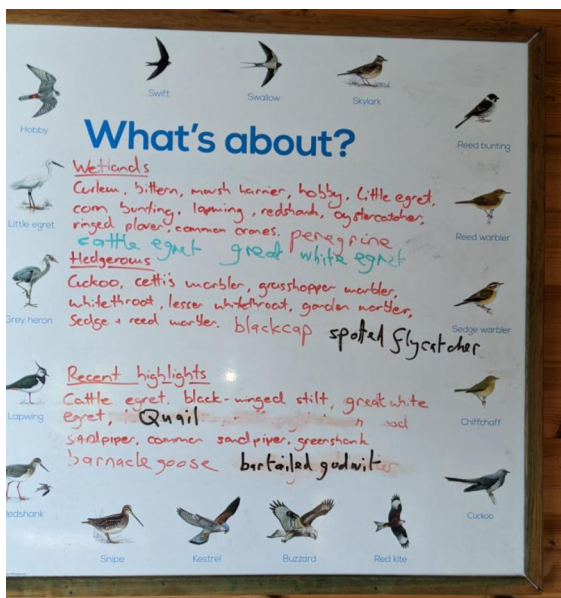 Swift
Swallow
Skylark
Hobby
Reed bunting
What's about?
Wetlands
Curlew, bittern, marsh harrier, hobby, little egret,
corn bunting, lapwing, redshank, oystercatcher,
ringed plover, common cranes. peregrine
cattle egret great white egret
Little egret
Reed warbler
Hedgerows
Cuckoo, cetti's warbler, grasshopper warbler,
whitethroat, lesser whitethroat, garden warbler,
Sedge + reed warbler. blackcap spotted flycatcher
Grey heron
Sedge warbler
Recent highlights
Cattle egret, black-winged stilt, great white
egret, Quail
sandpiper, common sandpiper, greenshank
barnacle goose bartailed godwit
Lapwing
Chiffchaff
Redshank
Cuckoo
Snipe
Kestrel
Buzzard
Red kite